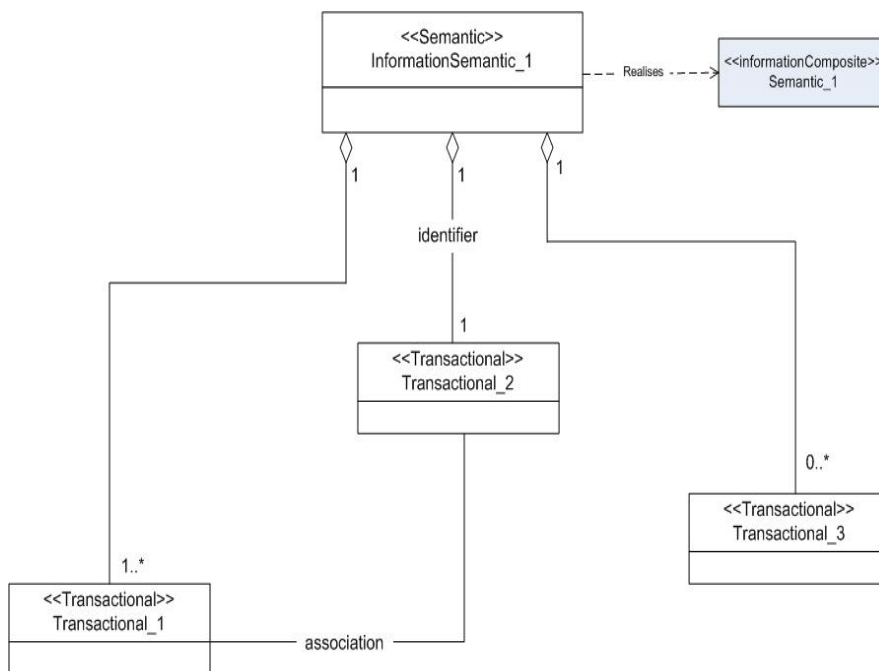 <<Semantic>>
InformationSemantic_1
Realises
<<informationComposite>>
Semantic_1
1
1
1
identifier
1
<<Transactional>>
Transactional_2
0..*
<<Transactional>>
Transactional_3
1..*
<<Transactional>>
Transactional_1
association